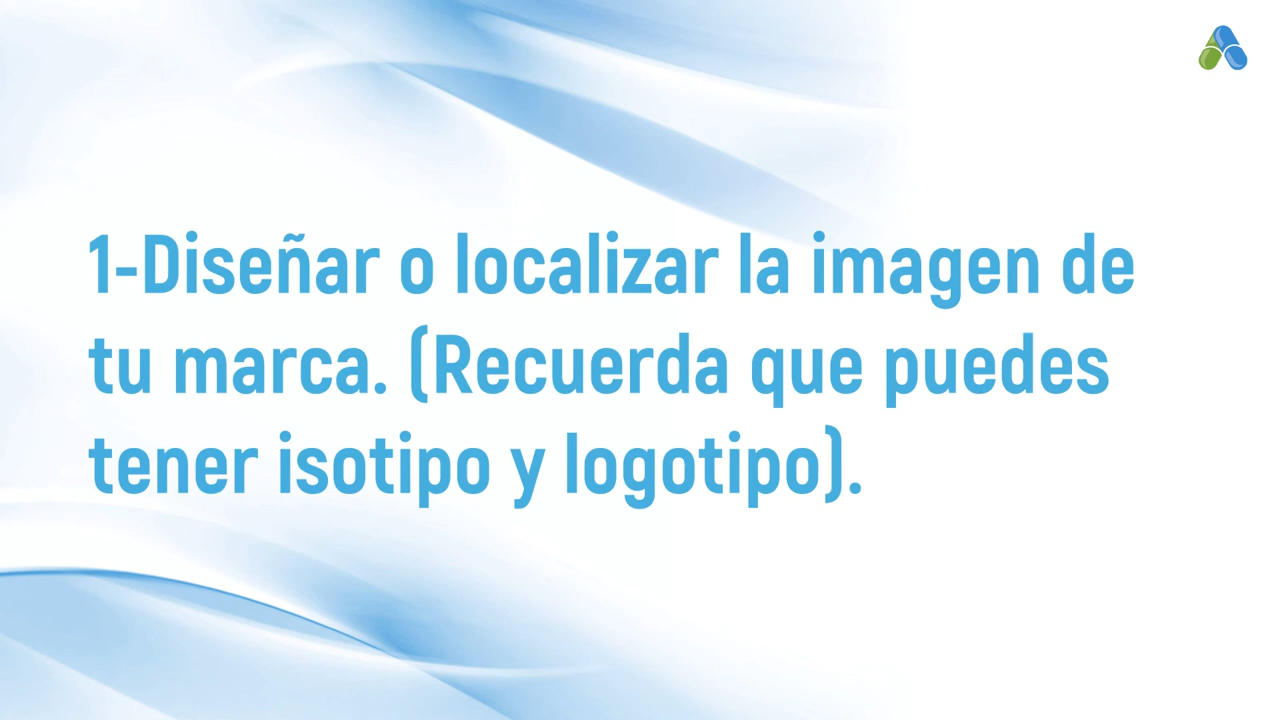 1-Diseñar o localizar la imagen de
tu marca. (Recuerda que puedes
tener isotipo y logotipo).